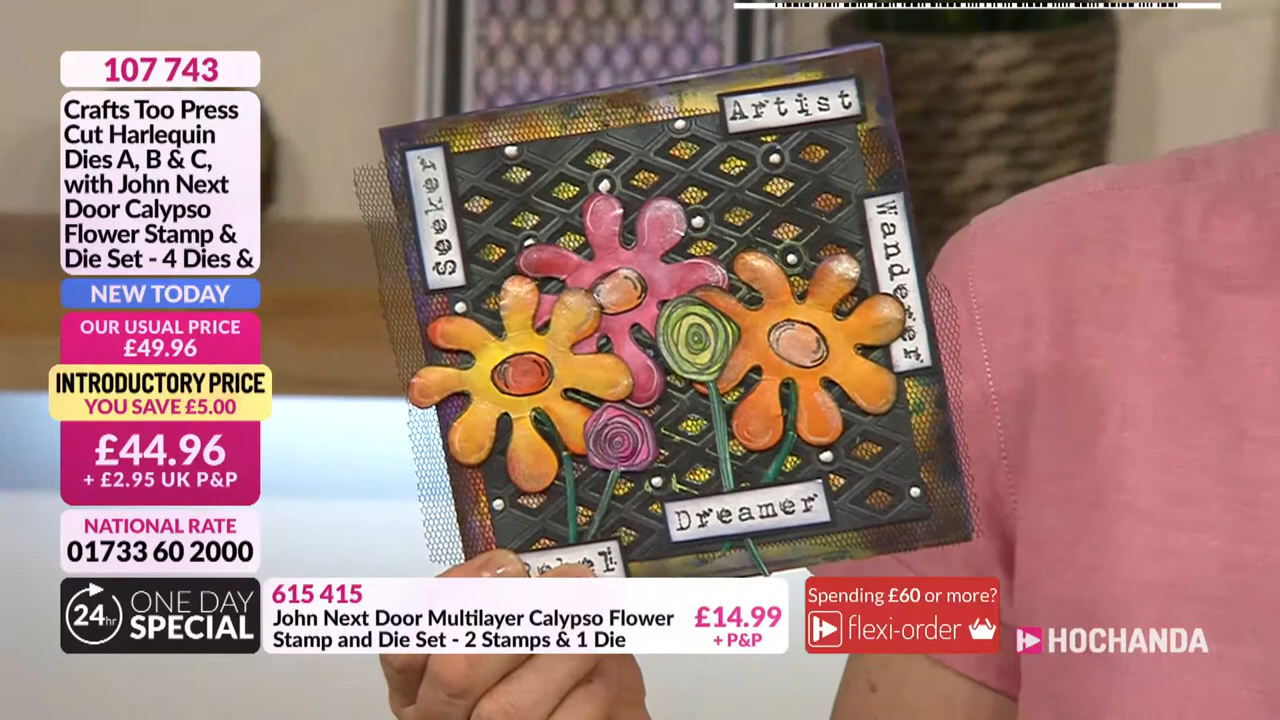 107 743
Crafts Too Press
Cut Harlequin
Dies A, B & C,
with John Next
Door Calypso
Flower Stamp &
Die Set - 4 Dies &
NEW TODAY
OUR USUAL PRICE
£49.96
INTRODUCTORY PRICE
YOU SAVE £5.00
£44.96
+ £2.95 UK P&P
NATIONAL RATE
01733 60 2000
24hr
ONE DAY
SPECIAL
Artist
Seeker
Wanderer
Dreamer
615 415
John Next Door Multilayer Calypso Flower
Stamp and Die Set - 2 Stamps & 1 Die
£14.99
+ P&P
Spending £60 or more?
flexi-order
HOCHANDA